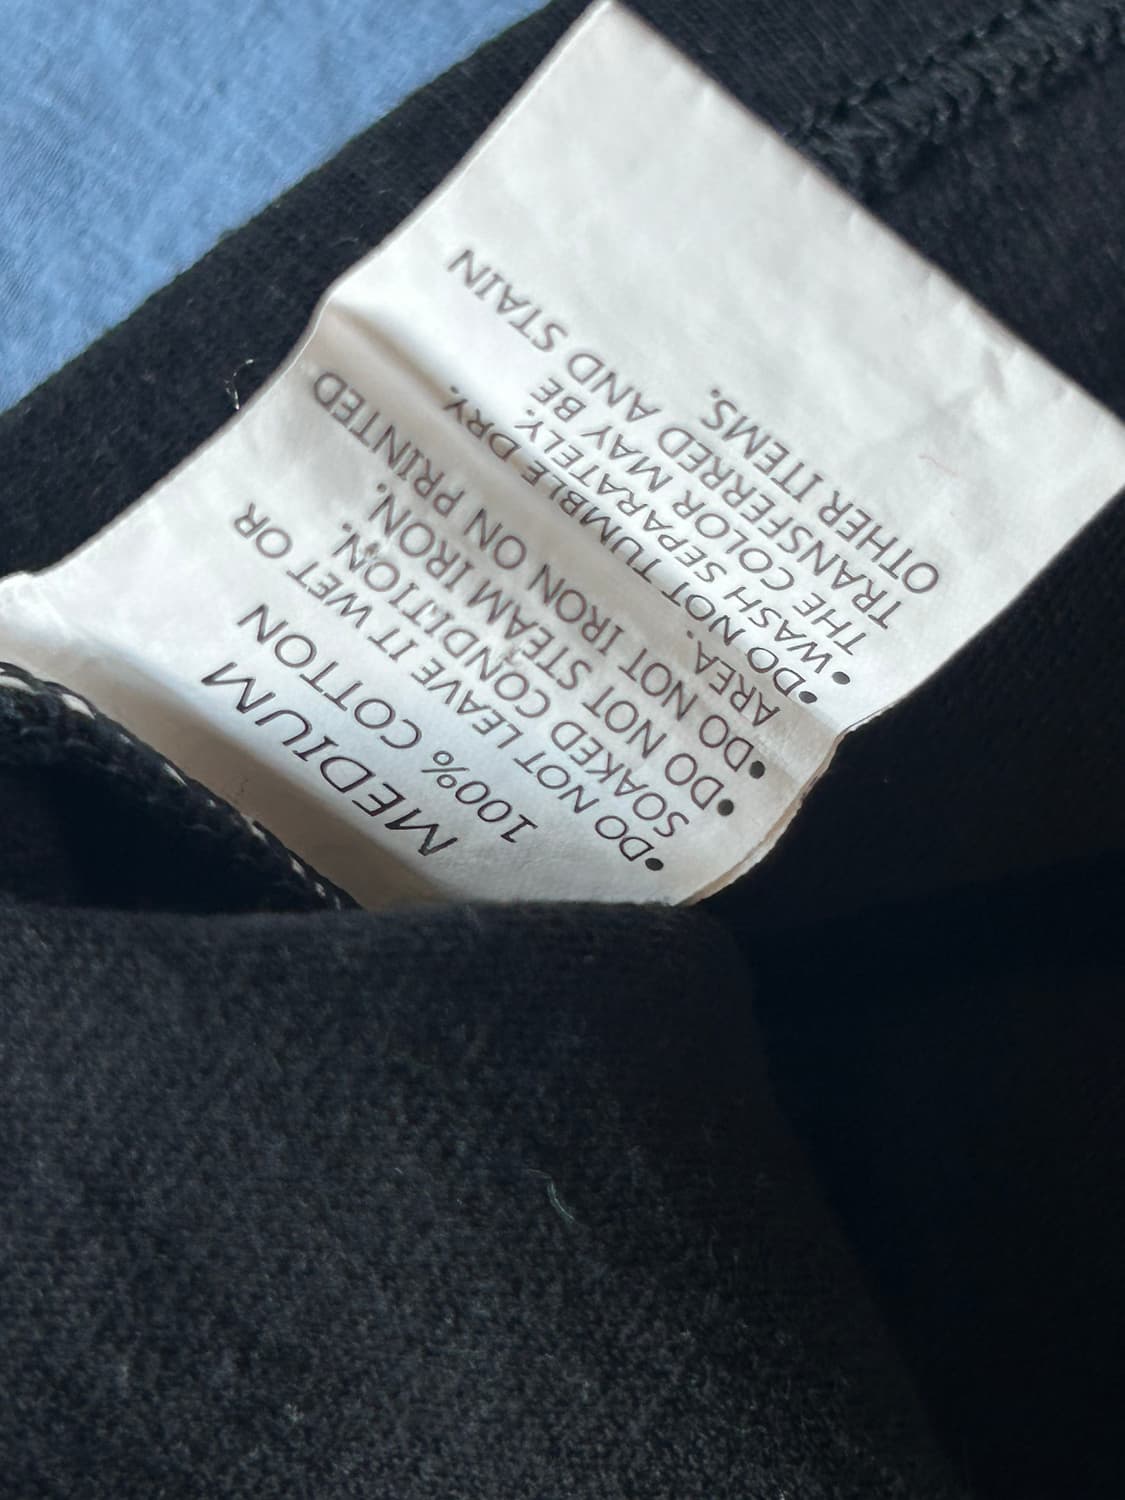 MEDIUM
100% COTTON
•DO NOT LEAVE IT WET OR
SOAKED CONDITION.
•DO NOT STEAM IRON.
•DO NOT IRON ON PRINTED
AREA.
•DO NOT TUMBLE DRY.
•WASH SEPARATELY.
THE COLOR MAY BE
TRANSFERRED AND STAIN
OTHER ITEMS.